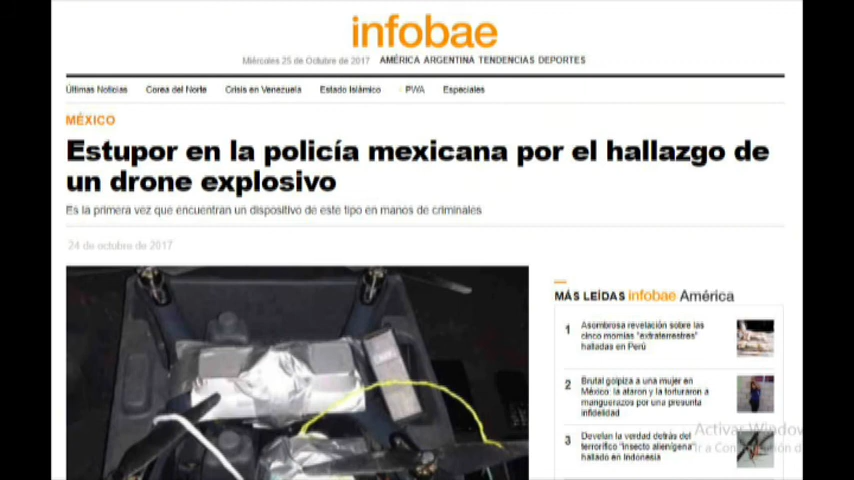 infobae
Miércoles 25 de Octubre de 2017 AMÉRICA ARGENTINA TENDENCIAS DEPORTES
Últimas Noticias Corea del Norte Crisis en Venezuela Estado Islámico PWA Especiales
MÉXICO
Estupor en la policía mexicana por el hallazgo de
un drone explosivo
Es la primera vez que encuentran un dispositivo de este tipo en manos de criminales
24 de octubre de 2017
MÁS LEÍDAS infobae América
1 Asombrosa revelación sobre las
cinco momias "extraterrestres"
halladas en Perú
2 Brutal golpiza a una mujer en
México: la ataron y la torturaron a
manguerazos por una presunta
infidelidad
3 Develan la verdad detrás del
terrorífico "insecto alienígena"
hallado en Indonesia
Activar Window
Ir a Con